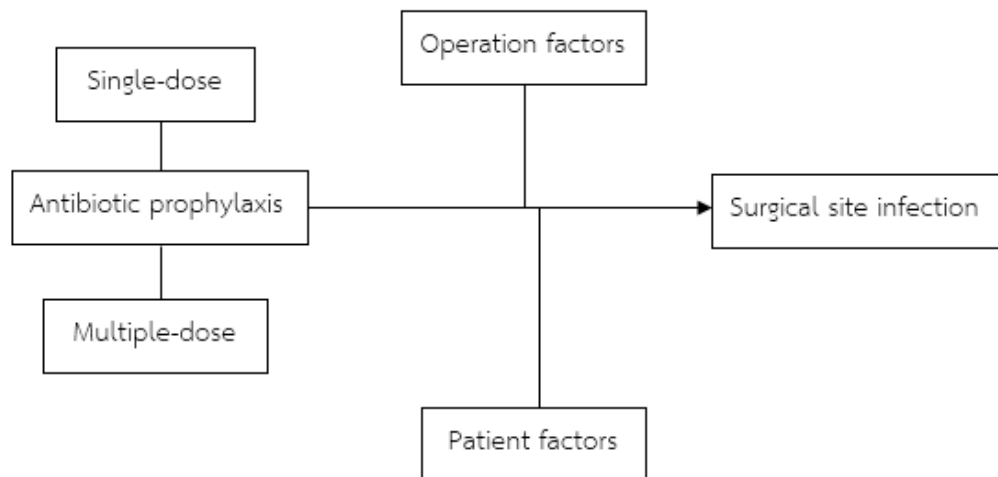 Operation factors
Single-dose
Antibiotic prophylaxis
Surgical site infection
Multiple-dose
Patient factors